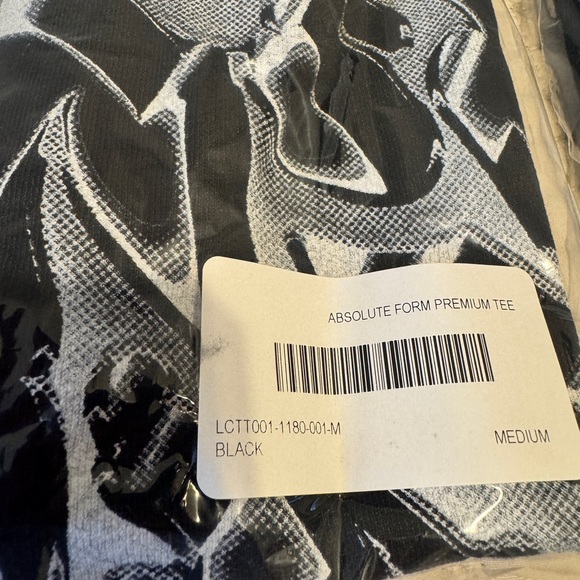 ABSOLUTE FORM PREMIUM TEE
LCTT001-1180-001-M
BLACK
MEDIUM